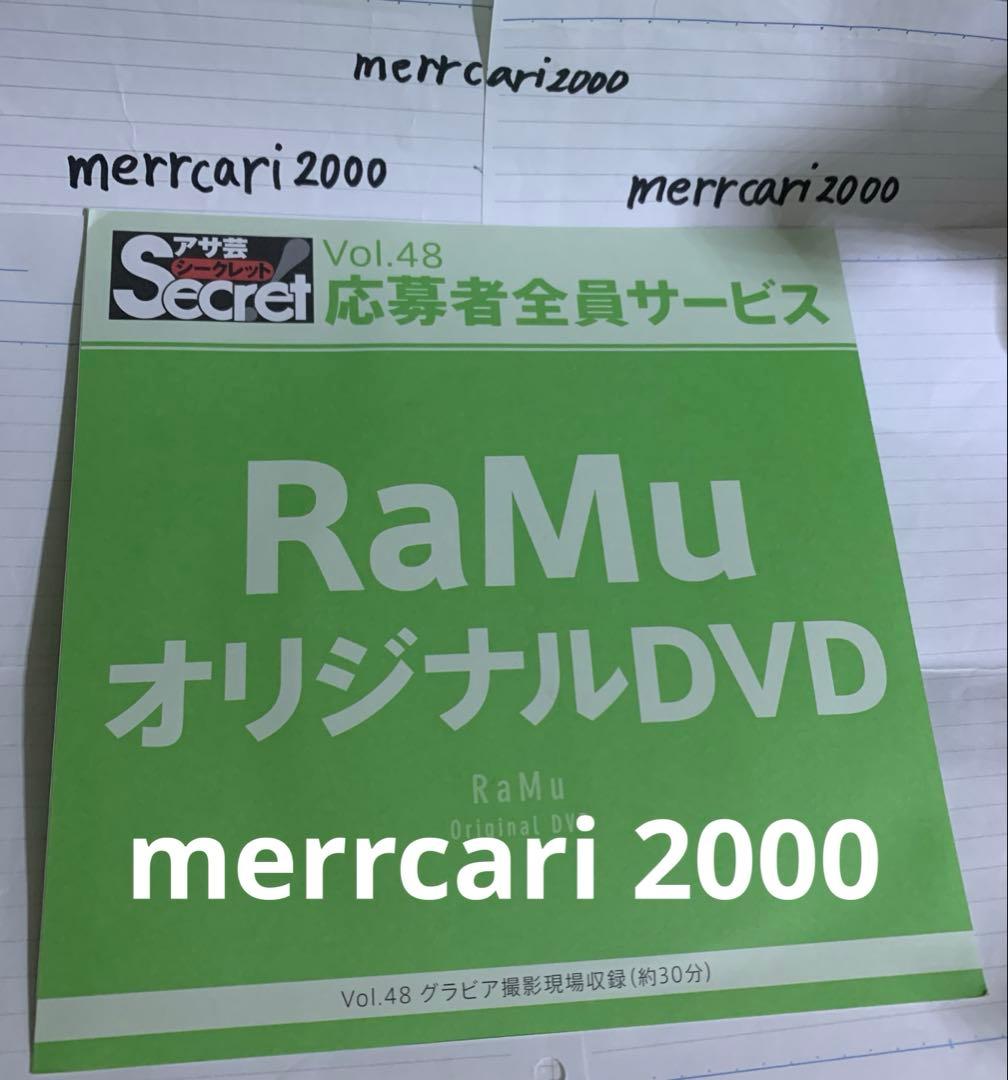 merrcari2000
merrcari2000
merrcari2000
アサ芸
シークレット
Secret!
Vol.48
応募者全員サービス
RaMu
オリジナルDVD
RaMu
Original DV
merrcari 2000
Vol.48 グラビア撮影現場収録(約30分)